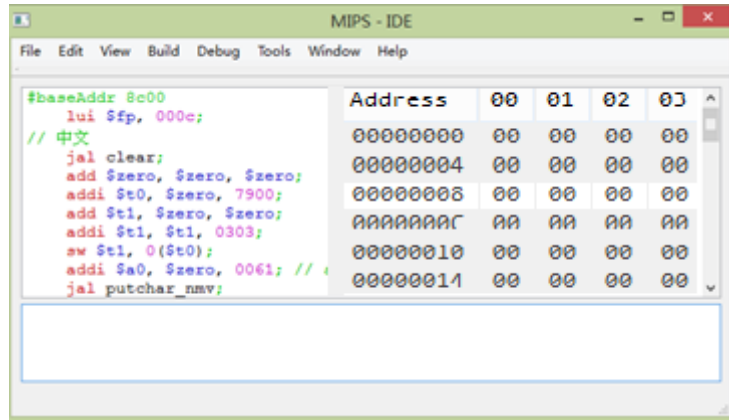 MIPS - IDE
File Edit View Build Debug Tools Window Help
#baseAddr 8c00
lui $fp, 000c;
// 中文
jal clear;
add $zero, $zero, $zero;
addi $t0, $zero, 7900;
add $t1, $zero, $zero;
addi $t1, $t1, 0303;
sw $t1, 0($t0);
addi $a0, $zero, 0061; //
jal putchar_nmv;
Address 00 01 02 03
00000000 00 00 00 00
00000004 00 00 00 00
00000008 00 00 00 00
0000000C 00 00 00 00
00000010 00 00 00 00
00000014 00 00 00 00